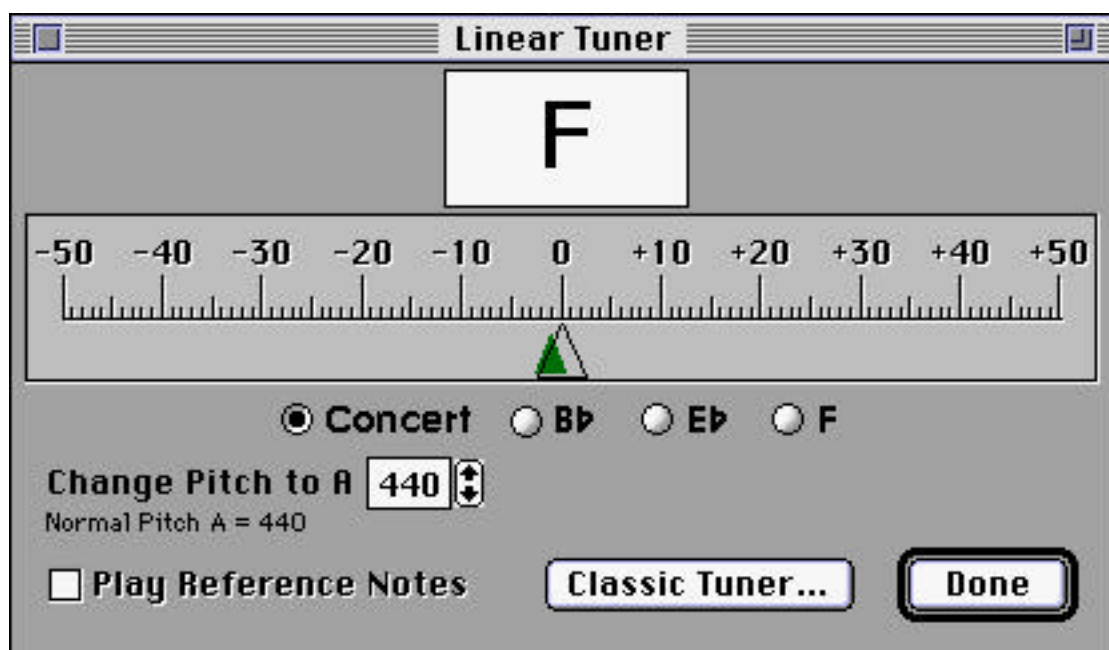 Linear Tuner
F
-50 -40 -30 -20 -10 0 +10 +20 +30 +40 +50
Concert B♭ E♭ F
Change Pitch to A 440
Normal Pitch A = 440
Play Reference Notes Classic Tuner... Done